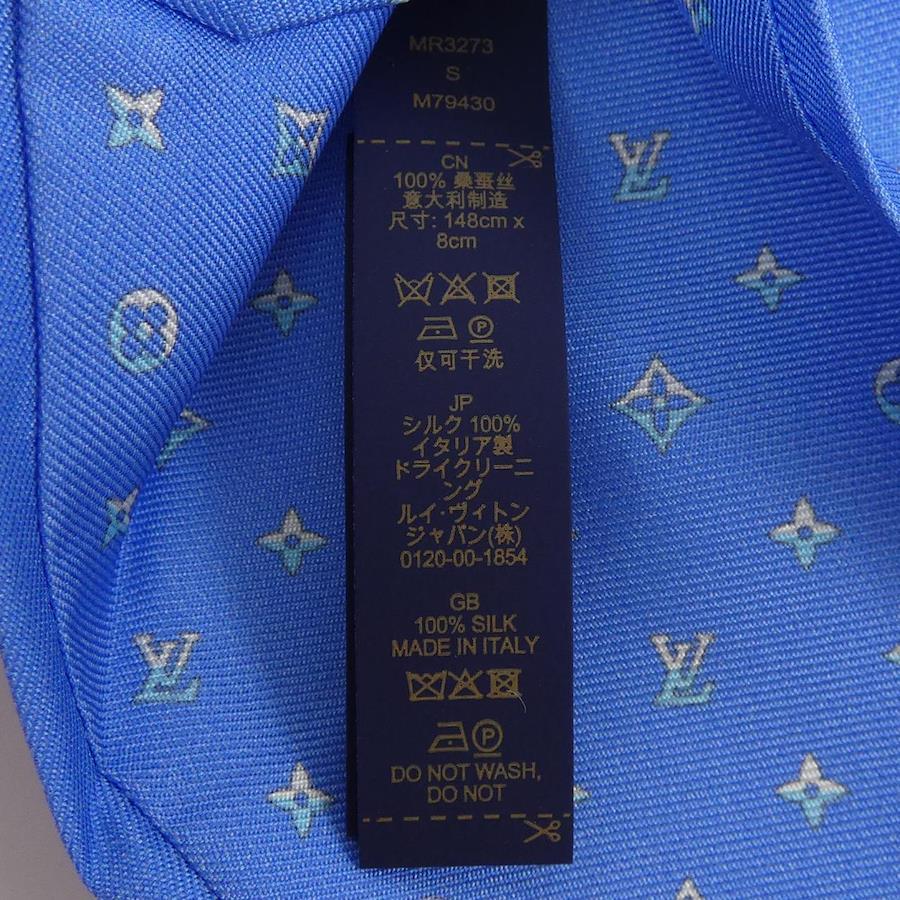 MR3273
S
M79430
CN
100% 桑蚕丝
意大利制造
尺寸: 148cm x
8cm
P
仅可干洗
JP
シルク 100%
イタリア製
ドライクリーニ
ング
ルイ·ヴィトン
ジャパン(株)
0120-00-1854
GB
100% SILK
MADE IN ITALY
P
DO NOT WASH,
DO NOT